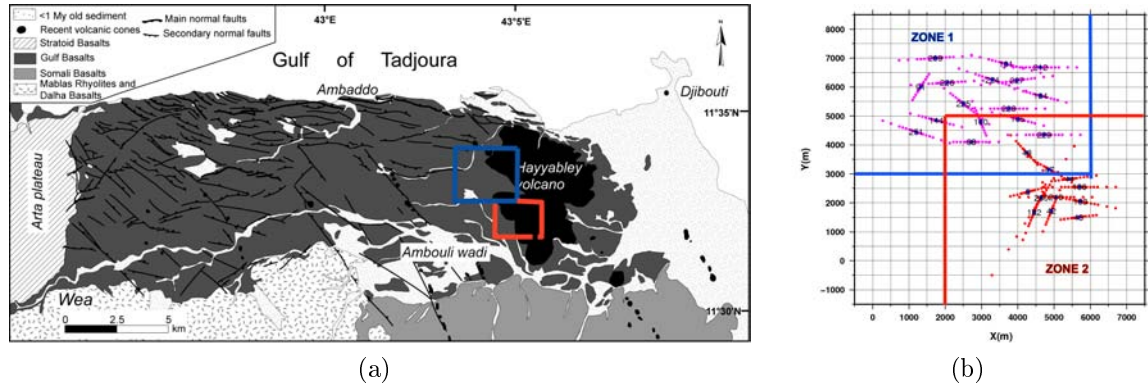 <1 My old sediment
Recent volcanic cones
Stratoid Basalts
Gulf Basalts
Somali Basalts
Mablas Rhyolites and
Dalha Basalts
Main normal faults
Secondary normal faults
43°E
43°5'E
Gulf of Tadjoura
Ambaddo
Djibouti
11°35'N
Hayyabley
volcano
Arta plateau
Ambouli wadi
Wea
0 2.5 5
km
11°30'N
(a)
ZONE 1
ZONE 2
Y(m)
8000
7000
6000
5000
4000
3000
2000
1000
0
−1000
0 1000 2000 3000 4000 5000 6000 7000
X(m)
(b)